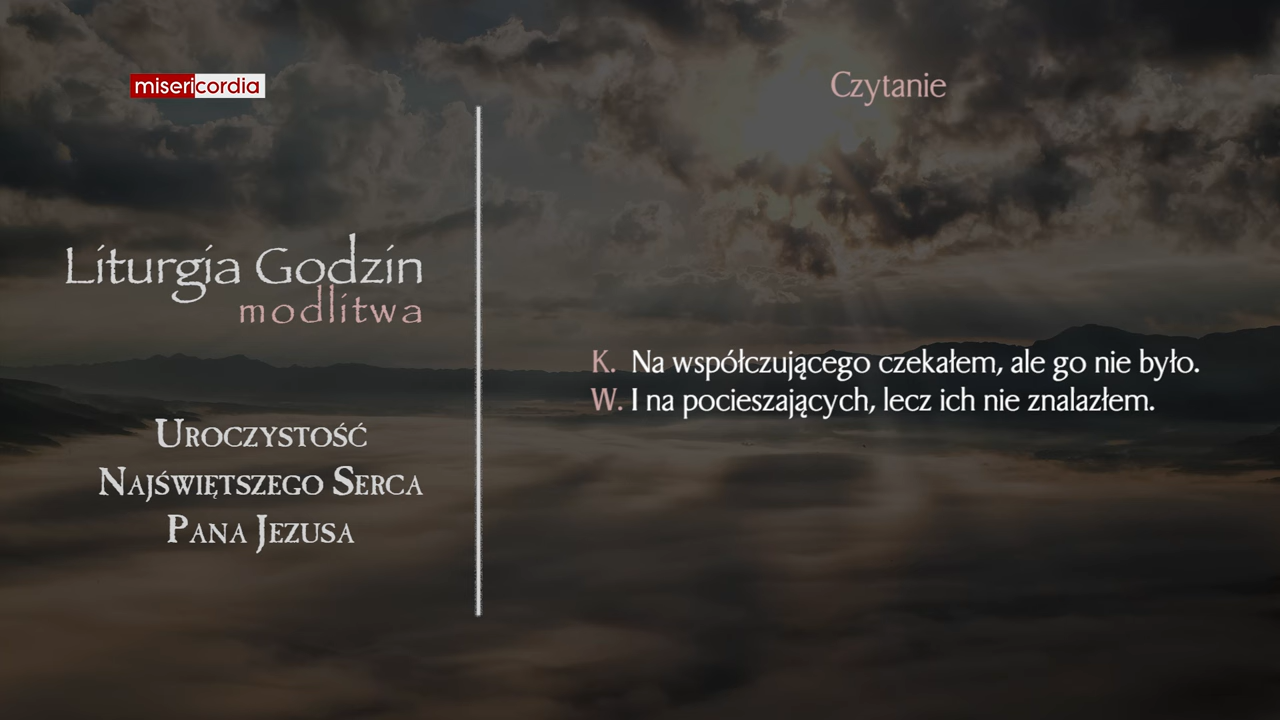 misericordia
Liturgia Godzin
modlitwa
Uroczystość
Najświętszego Serca
Pana Jezusa
Czytanie
K. Na współczującego czekałem, ale go nie było.
W. I na pocieszających, lecz ich nie znalazłem.